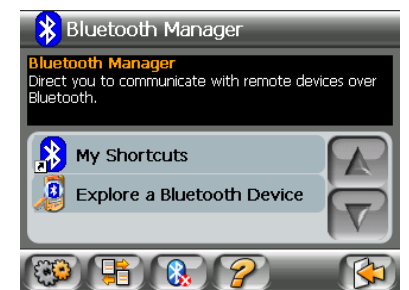 Bluetooth Manager
Bluetooth Manager
Direct you to communicate with remote devices over
Bluetooth.
My Shortcuts
Explore a Bluetooth Device